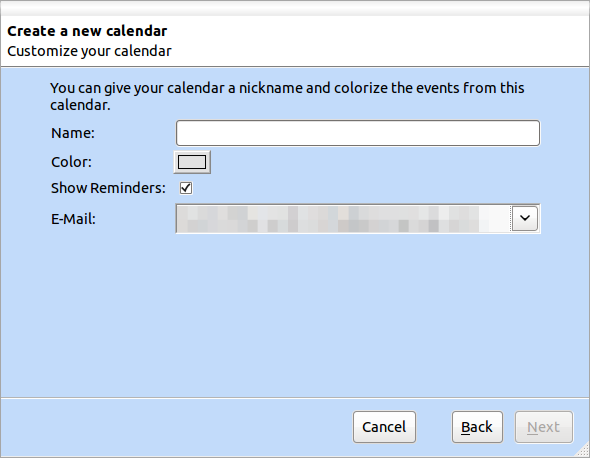 Create a new calendar
Customize your calendar
You can give your calendar a nickname and colorize the events from this
calendar.
Name:
Color:
Show Reminders:
E-Mail:
Cancel
Back
Next